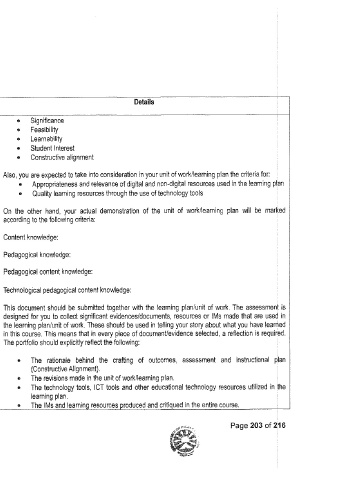 Details
• Significance
• Feasibility
• Learnability
• Student Interest
• Constructive alignment
Also, you are expected to take into consideration in your unit of work/learning plan the criteria for:
• Appropriateness and relevance of digital and non-digital resources used in the learning plan
• Quality learning resources through the use of technology tools
On the other hand, your actual demonstration of the unit of work/learning plan will be marked
according to the following criteria:
Content knowledge:
Pedagogical knowledge:
Pedagogical content knowledge:
Technological pedagogical content knowledge:
This document should be submitted together with the learning plan/unit of work. The assessment is
designed for you to collect significant evidences/documents, resources or IMs made that are used in
the learning plan/unit of work. These should be used in telling your story about what you have learned
in this course. This means that in every piece of document/evidence selected, a reflection is required.
The portfolio should explicitly reflect the following:
• The rationale behind the crafting of outcomes, assessment and instructional plan
(Constructive Alignment).
• The revisions made in the unit of work/learning plan.
• The technology tools, ICT tools and other educational technology resources utilized in the
learning plan.
• The IMs and learning resources produced and critiqued in the entire course.
Page 203 of 216